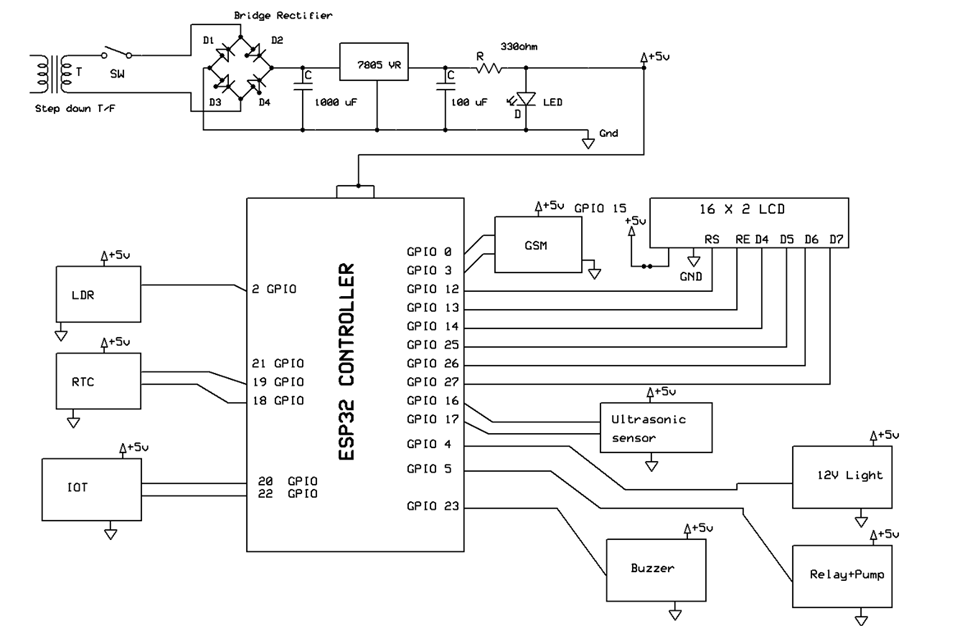 Bridge Rectifier
D1
D2
D3
D4
T
SW
Step down T/F
C
1000 uF
7805 VR
C
100 uF
R
330ohm
D
LED
+5v
Gnd
ESP32 CONTROLLER
+5v
LDR
2 GPIO
+5v
RTC
21 GPIO
19 GPIO
18 GPIO
+5v
IOT
20 GPIO
22 GPIO
GPIO 0
GPIO 3
GPIO 12
GPIO 13
GPIO 14
GPIO 25
GPIO 26
GPIO 27
GPIO 16
GPIO 17
GPIO 4
GPIO 5
GPIO 23
+5v
GSM
GPIO 15
+5v
16 X 2 LCD
RS RE D4 D5 D6 D7
GND
+5v
Ultrasonic
sensor
+5v
12V Light
+5v
Relay+Pump
+5v
Buzzer